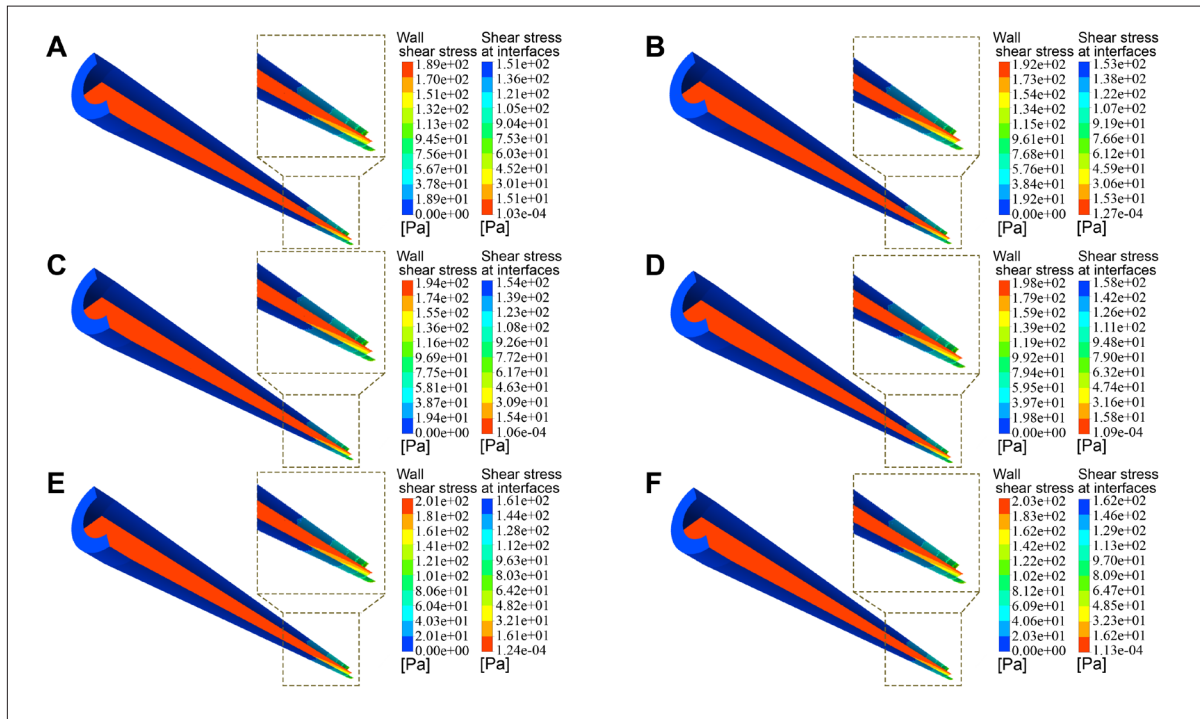 A
Wall Shear stress
shear stress at interfaces
1.89e+02 1.51e+02
1.70e+02 1.36e+02
1.51e+02 1.21e+02
1.32e+02 1.05e+02
1.13e+02 9.04e+01
9.45e+01 7.53e+01
7.56e+01 6.03e+01
5.67e+01 4.52e+01
3.78e+01 3.01e+01
1.89e+01 1.51e+01
0.00e+00 1.03e-04
[Pa] [Pa]
B
Wall Shear stress
shear stress at interfaces
1.92e+02 1.53e+02
1.73e+02 1.38e+02
1.54e+02 1.22e+02
1.34e+02 1.07e+02
1.15e+02 9.19e+01
9.61e+01 7.66e+01
7.68e+01 6.12e+01
5.76e+01 4.59e+01
3.84e+01 3.06e+01
1.92e+01 1.53e+01
0.00e+00 1.27e-04
[Pa] [Pa]
C
Wall Shear stress
shear stress at interfaces
1.94e+02 1.54e+02
1.74e+02 1.39e+02
1.55e+02 1.23e+02
1.36e+02 1.08e+02
1.16e+02 9.26e+01
9.69e+01 7.72e+01
7.75e+01 6.17e+01
5.81e+01 4.63e+01
3.87e+01 3.09e+01
1.94e+01 1.54e+01
0.00e+00 1.06e-04
[Pa] [Pa]
D
Wall Shear stress
shear stress at interfaces
1.98e+02 1.58e+02
1.79e+02 1.42e+02
1.59e+02 1.26e+02
1.39e+02 1.11e+02
1.19e+02 9.48e+01
9.92e+01 7.90e+01
7.94e+01 6.32e+01
5.95e+01 4.74e+01
3.97e+01 3.16e+01
1.98e+01 1.58e+01
0.00e+00 1.09e-04
[Pa] [Pa]
E
Wall Shear stress
shear stress at interfaces
2.01e+02 1.61e+02
1.81e+02 1.44e+02
1.61e+02 1.28e+02
1.41e+02 1.12e+02
1.21e+02 9.63e+01
1.01e+02 8.03e+01
8.06e+01 6.42e+01
6.04e+01 4.82e+01
4.03e+01 3.21e+01
2.01e+01 1.61e+01
0.00e+00 1.24e-04
[Pa] [Pa]
F
Wall Shear stress
shear stress at interfaces
2.03e+02 1.62e+02
1.83e+02 1.46e+02
1.62e+02 1.29e+02
1.42e+02 1.13e+02
1.22e+02 9.70e+01
1.02e+02 8.09e+01
8.12e+01 6.47e+01
6.09e+01 4.85e+01
4.06e+01 3.23e+01
2.03e+01 1.62e+01
0.00e+00 1.13e-04
[Pa] [Pa]